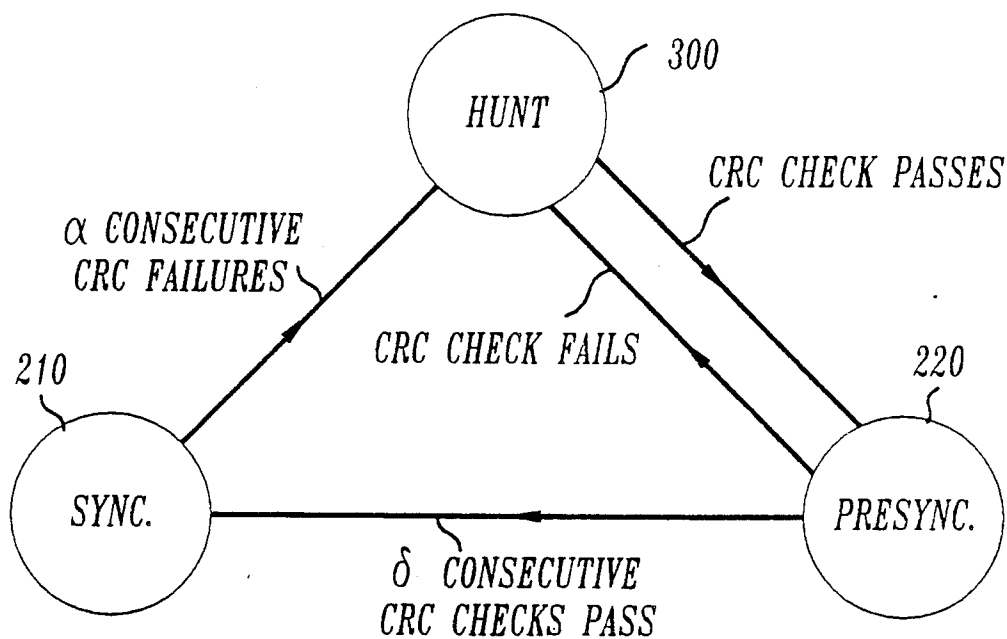 300
HUNT
CRC CHECK PASSES
α CONSECUTIVE
CRC FAILURES
CRC CHECK FAILS
210
220
SYNC.
PRESYNC.
δ CONSECUTIVE
CRC CHECKS PASS